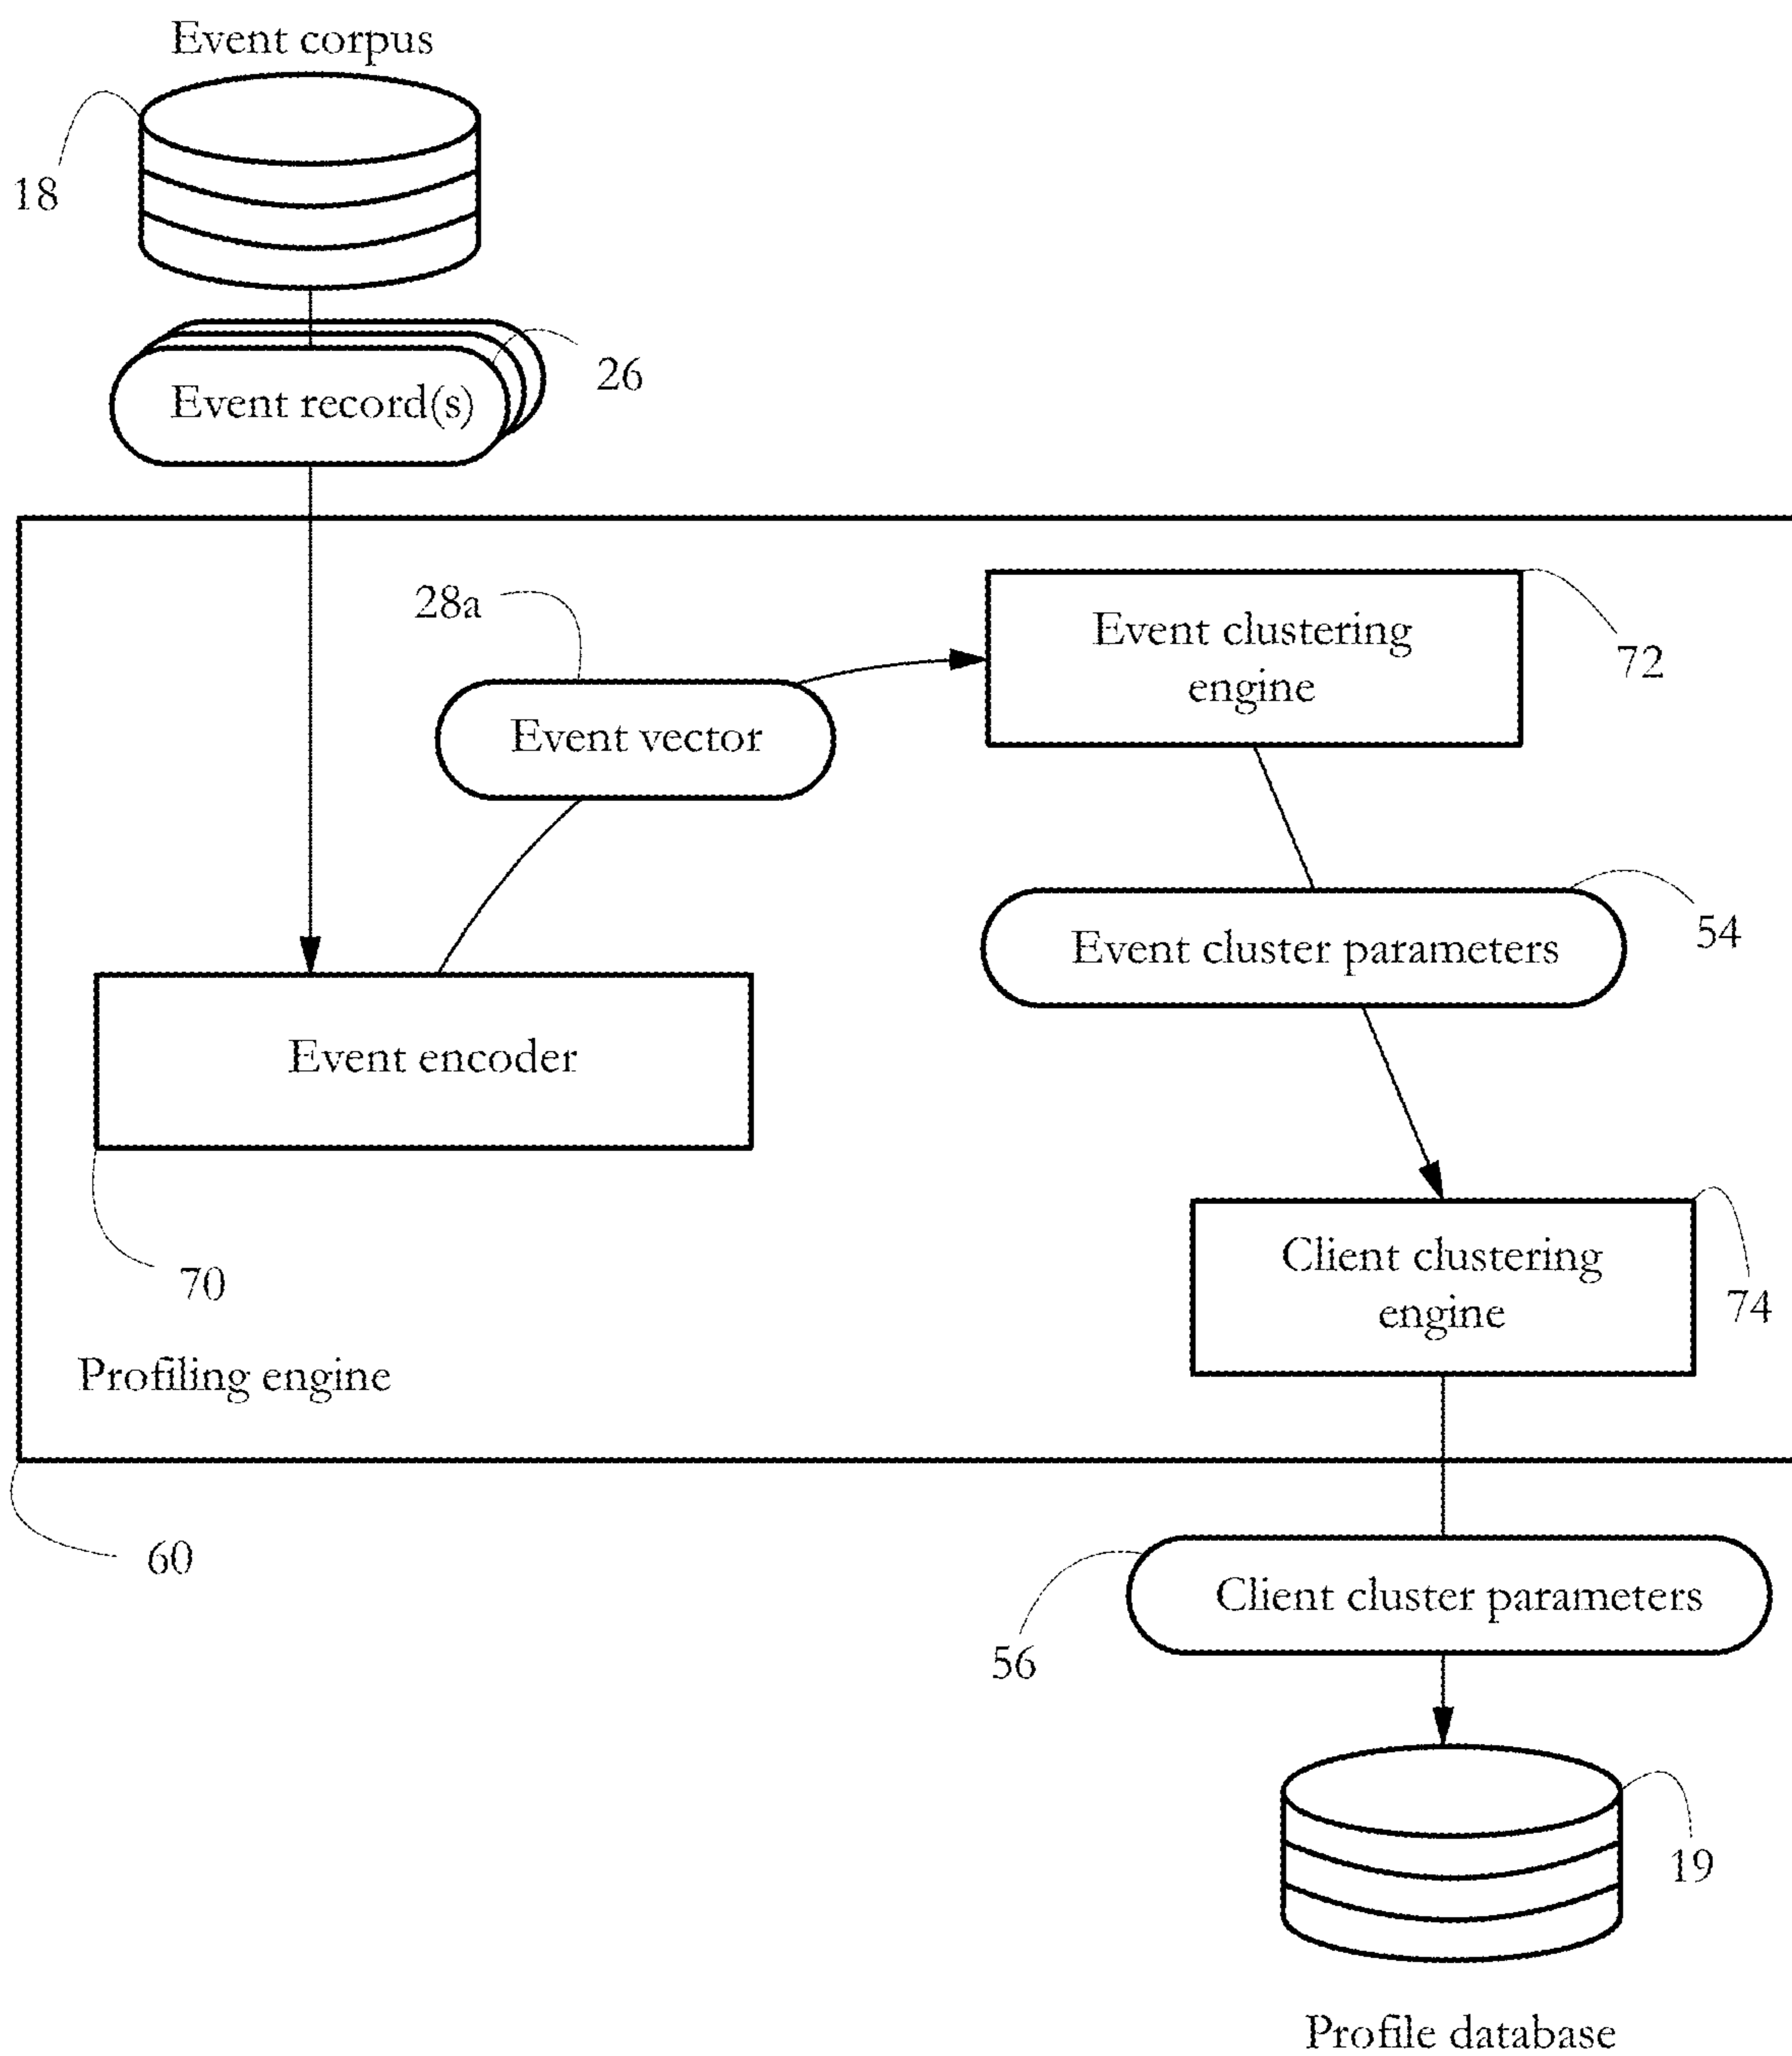 Event corpus
18
26
Event record(s)
28a
Event clustering
engine
72
Event vector
54
Event cluster parameters
Event encoder
70
Client clustering
engine
74
Profiling engine
60
Client cluster parameters
56
19
Profile database